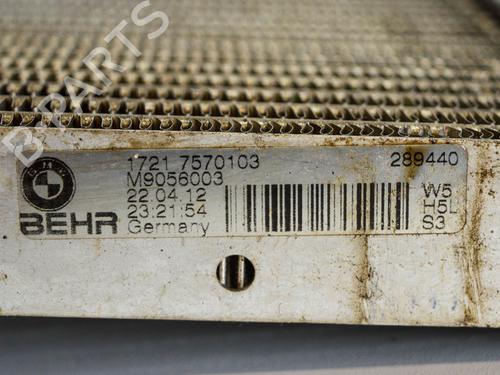 B-PARTS
BMW
1721 7570103
289440
M9056003
22.04.12
23:21:54
Germany
BEHR
W5
H5L
S3